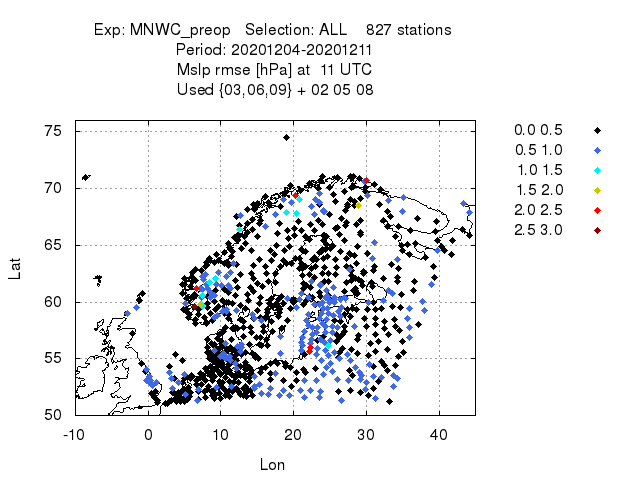 Exp: MNWC_preop   Selection: ALL    827 stations
Period: 20201204-20201211
Mslp rmse [hPa] at  11 UTC
Used {03,06,09} + 02 05 08
0.0 0.5
0.5 1.0
1.0 1.5
1.5 2.0
2.0 2.5
2.5 3.0
75
70
65
60
55
50
Lat
-10 0 10 20 30 40
Lon